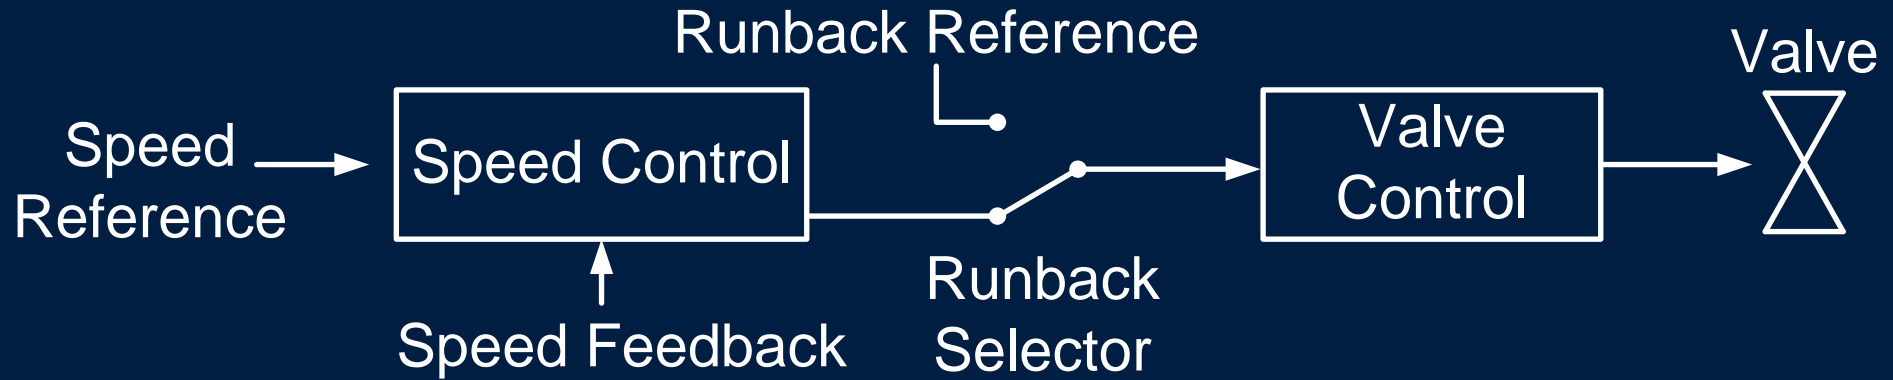 Runback Reference
Valve
Speed
Reference
Speed Control
Valve
Control
Runback
Selector
Speed Feedback